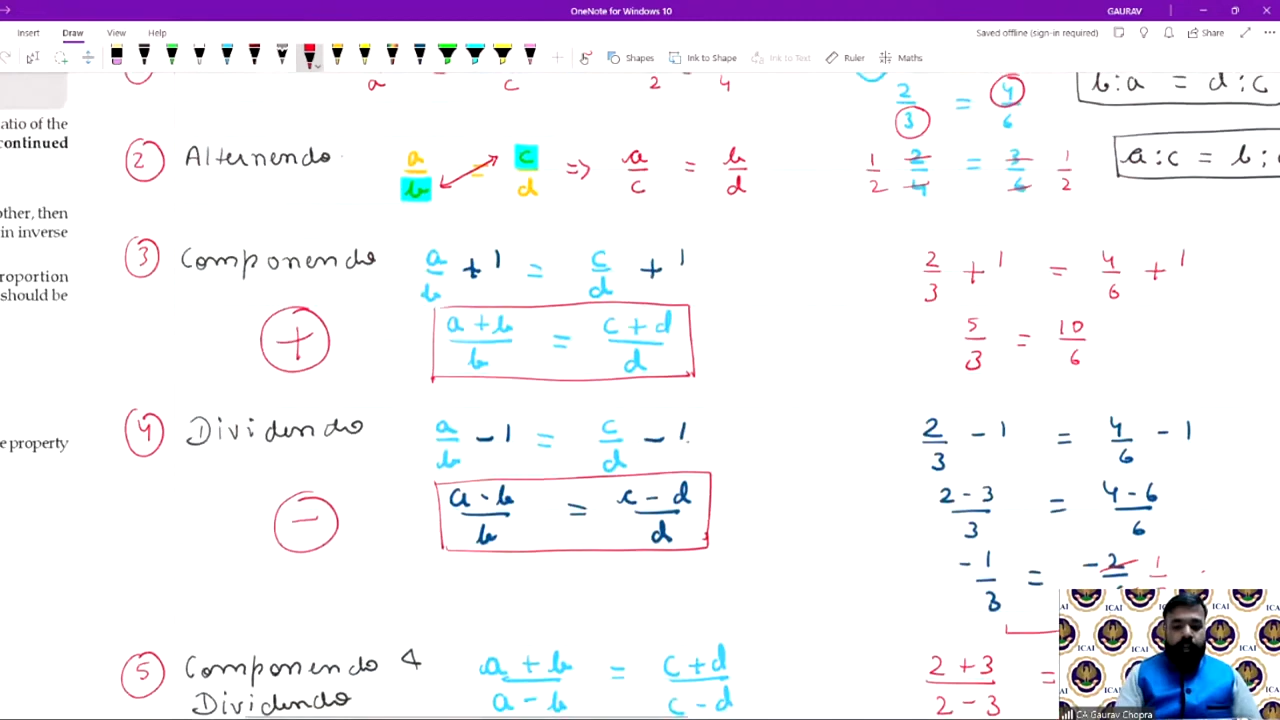 OneNote for Windows 10
GAURAV
Insert Draw View Help
Saved offline (sign-in required)
Share
Shapes
Ink to Shape
Ink to Text
Ruler
Maths
a = c
2 4
2/3 = 4/6
b:a = d:c
atio of the
continued
② Alternendo
a/b = c/d => a/c = b/d
1/2 2/4 = 3/6 1/2
a:c = b:
other, then
in inverse
roportion
should be
③ Componendo
a/b + 1 = c/d + 1
2/3 + 1 = 4/6 + 1
+
a+b/b = c+d/d
5/3 = 10/6
④ Dividendo
a/b - 1 = c/d - 1
2/3 - 1 = 4/6 - 1
e property
−
a-b/b = c-d/d
2-3/3 = 4-6/6
-1/3 = -2 1
⑤ Componendo &
Dividendo
a+b/a-b = c+d/c-d
2+3/2-3 =
ICAI
CA Gaurav Chopra